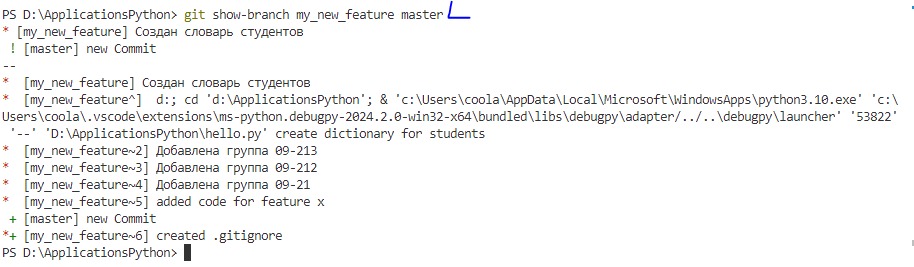 PS D:\ApplicationsPython> git show-branch my_new_feature master
* [my_new_feature] Создан словарь студентов
 ! [master] new Commit
--
*  [my_new_feature] Создан словарь студентов
*  [my_new_feature^]  d:; cd 'd:\ApplicationsPython'; & 'c:\Users\coola\AppData\Local\Microsoft\WindowsApps\python3.10.exe' 'c:\
Users\coola\.vscode\extensions\ms-python.debugpy-2024.2.0-win32-x64\bundled\libs\debugpy\adapter/../..\debugpy\launcher' '53822'
 '--' 'D:\ApplicationsPython\hello.py' create dictionary for students
*  [my_new_feature~2] Добавлена группа 09-213
*  [my_new_feature~3] Добавлена группа 09-212
*  [my_new_feature~4] Добавлена группа 09-21
*  [my_new_feature~5] added code for feature x
 + [master] new Commit
*+ [my_new_feature~6] created .gitignore
PS D:\ApplicationsPython>